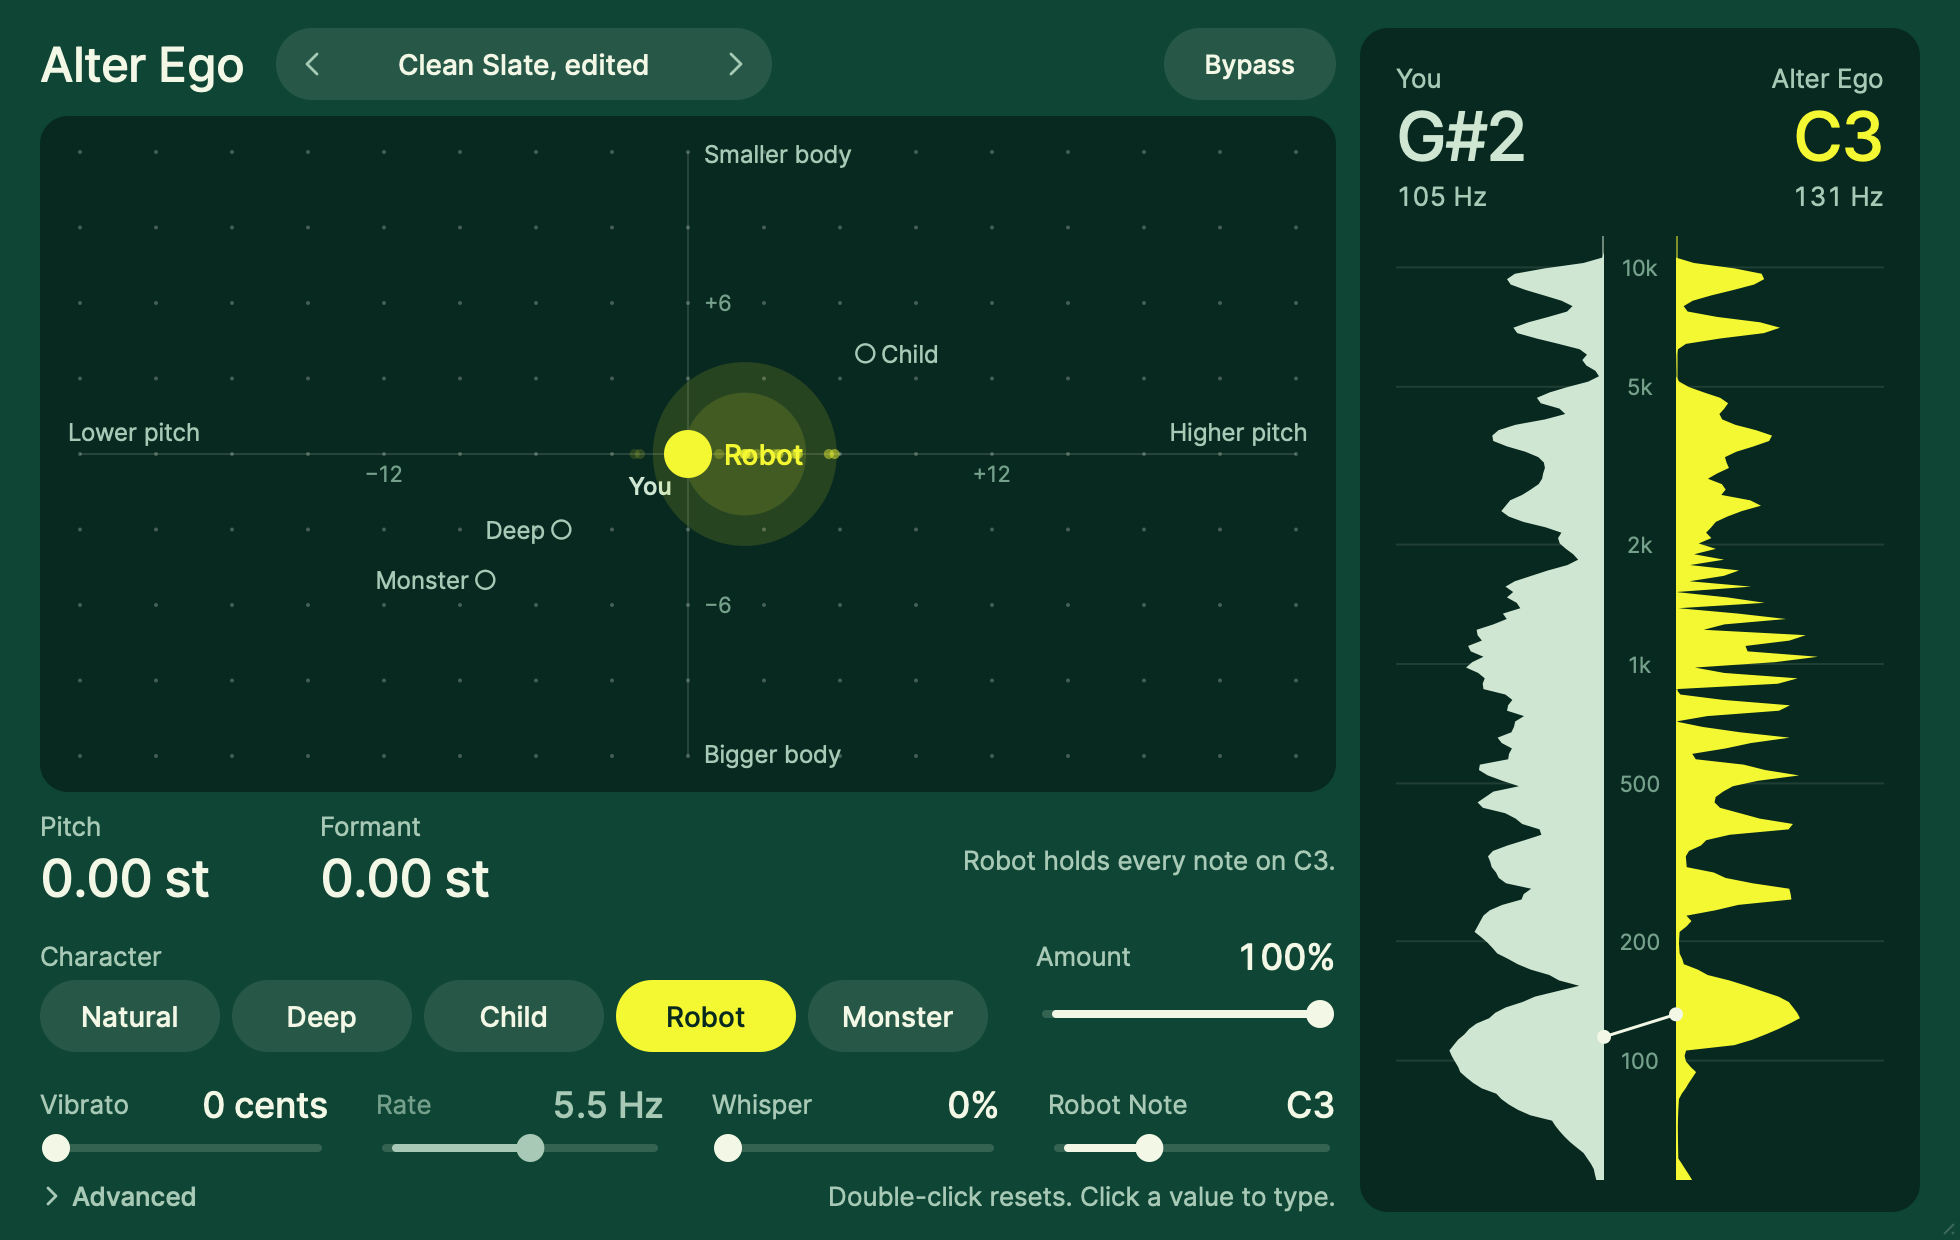 Alter Ego
Clean Slate, edited
Bypass
Smaller body
+6
Child
Lower pitch
Higher pitch
Robot
−12
+12
You
Deep
Monster
−6
Bigger body
Pitch
0.00 st
Formant
0.00 st
Robot holds every note on C3.
Character
Natural
Deep
Child
Robot
Monster
Amount
100%
Vibrato
0 cents
Rate
5.5 Hz
Whisper
0%
Robot Note
C3
Advanced
Double-click resets. Click a value to type.
You
Alter Ego
G#2
C3
105 Hz
131 Hz
10k
5k
2k
1k
500
200
100